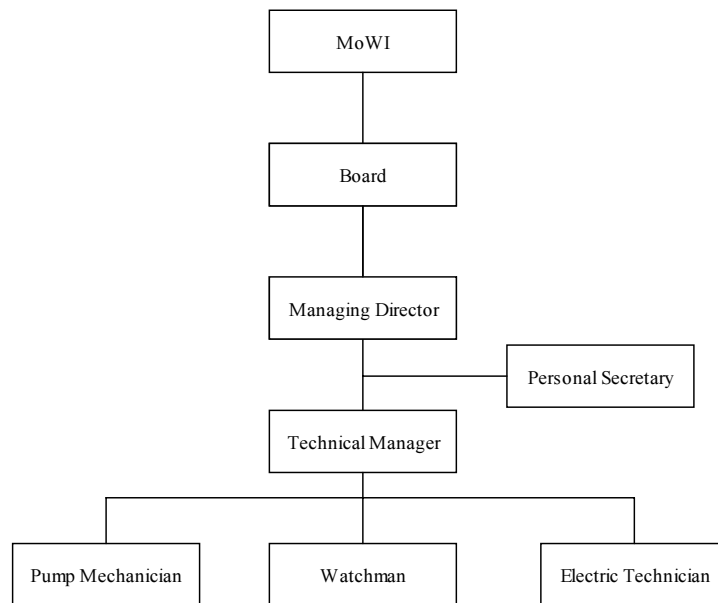 MoWI
Board
Managing Director
Personal Secretary
Technical Manager
Pump Mechanician
Watchman
Electric Technician